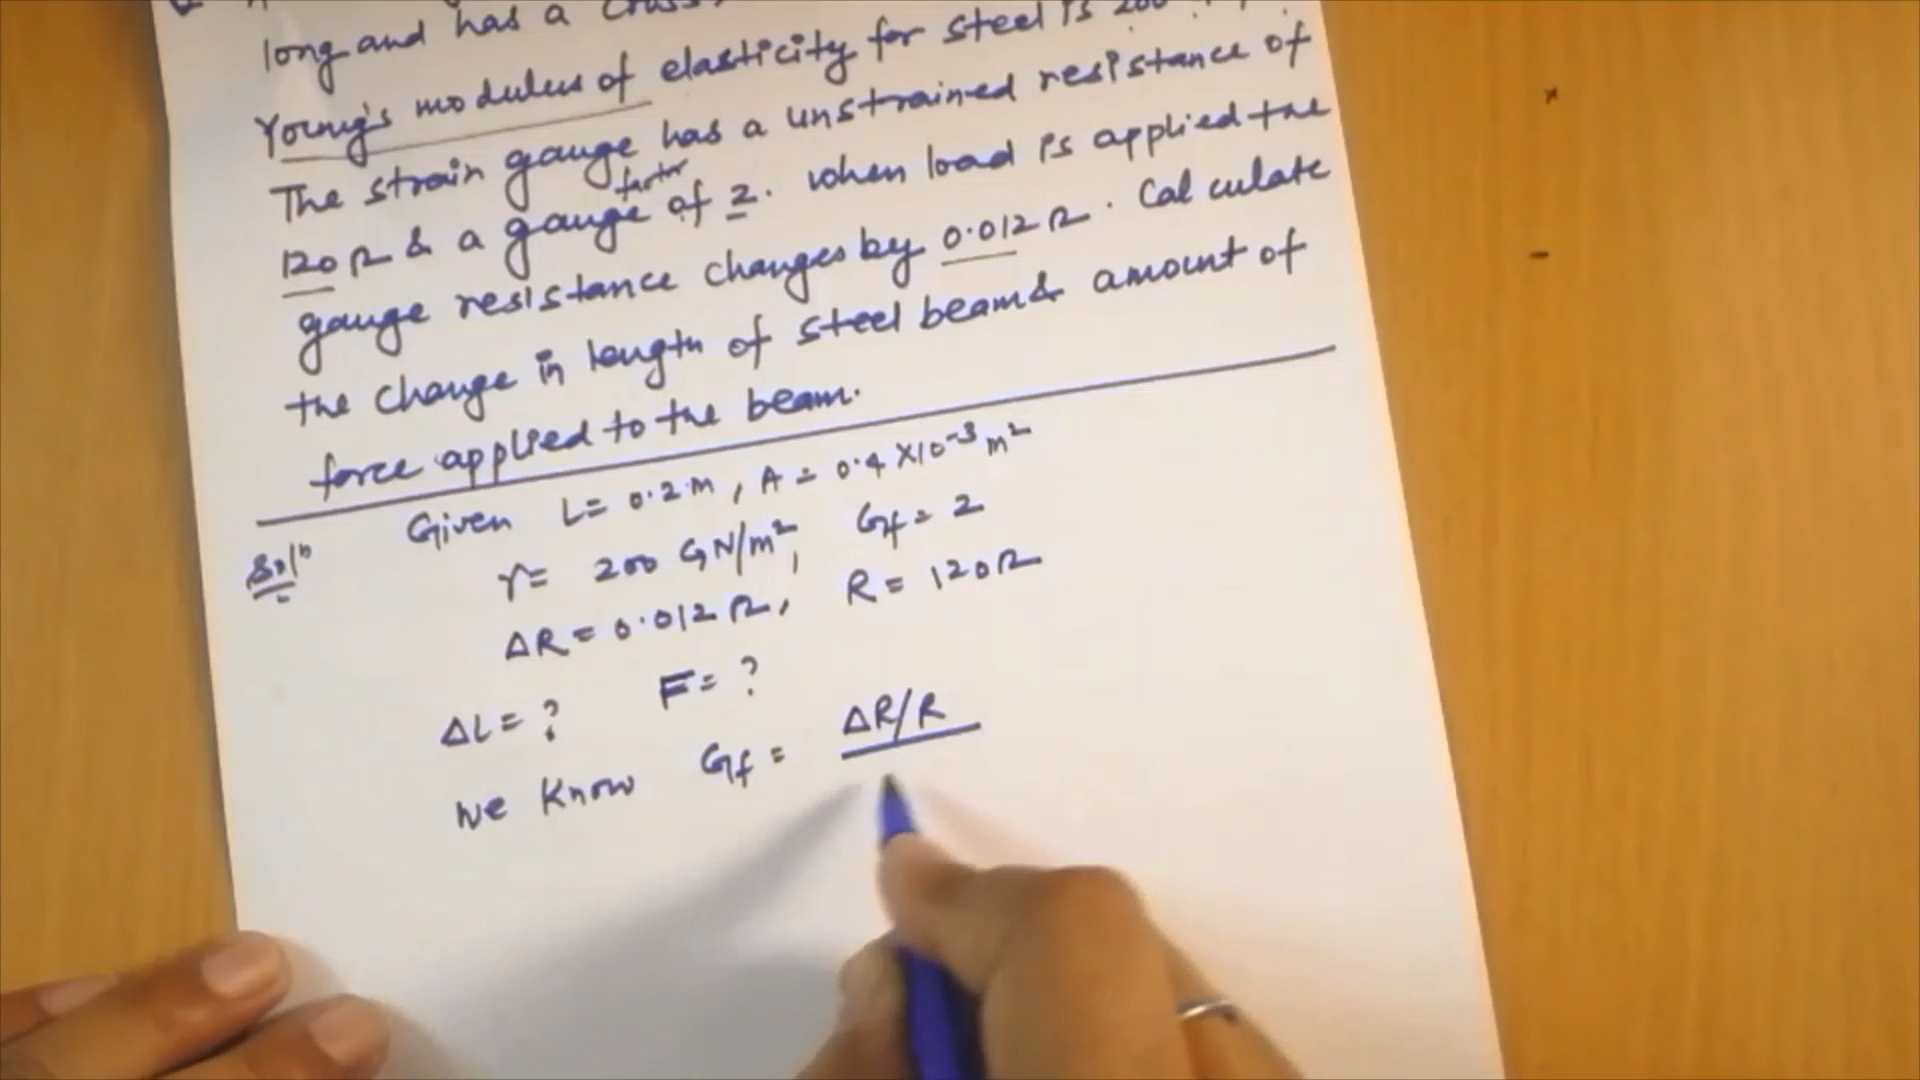 long and has a
Young's modulus of elasticity for steel is 200
The strain gauge has a unstrained resistance of
120 Ω & a gauge factor of 2. when load is applied the
gauge resistance changes by 0.012 Ω. Calculate
the change in length of steel beam & amount of
force applied to the beam.
Soln Given L = 0.2 m, A = 0.4 × 10⁻³ m²
Y = 200 GN/m², Gf = 2
ΔR = 0.012 Ω, R = 120 Ω
ΔL = ? F = ?
we know Gf = ΔR/R